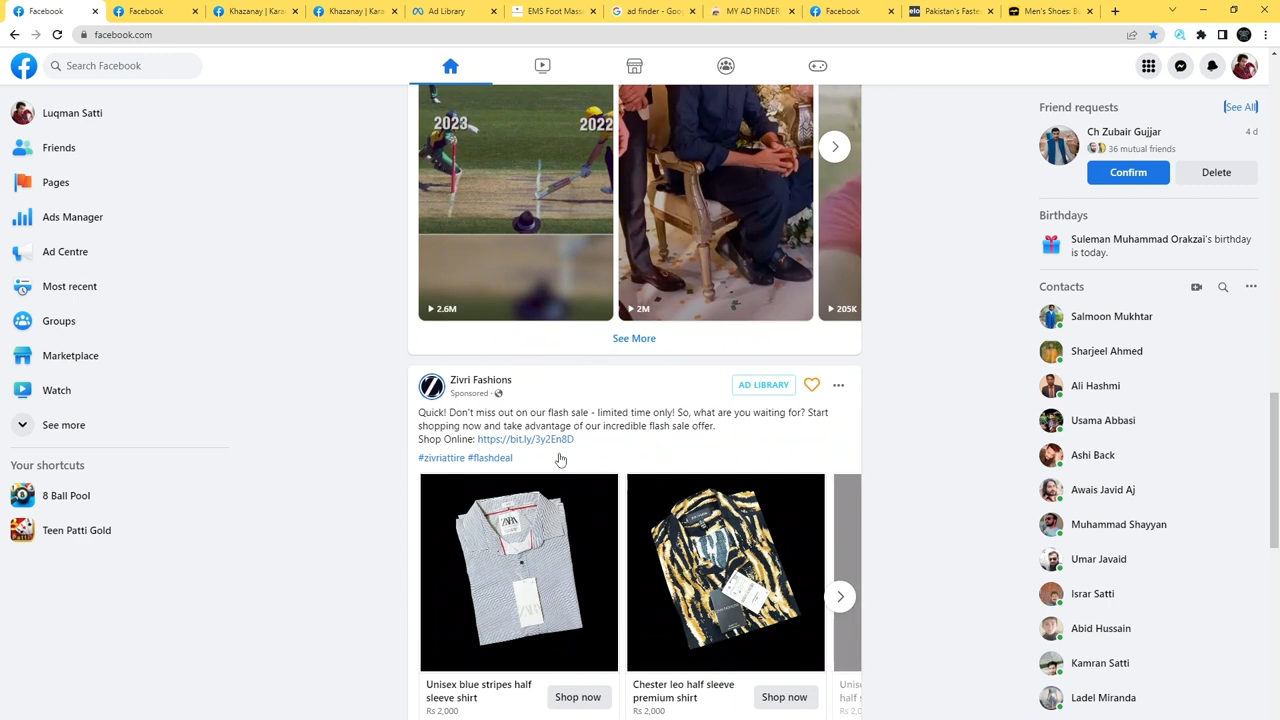 Facebook
Facebook
Khazanay | Kara
Khazanay | Kara
Ad Library
EMS Foot Mass
ad finder - Goo
MY AD FINDER
Facebook
Pakistan's Faste
Men's Shoes: Bu
facebook.com
Search Facebook
Luqman Satti
Friends
Pages
Ads Manager
Ad Centre
Most recent
Groups
Marketplace
Watch
See more
Your shortcuts
8 Ball Pool
Teen Patti Gold
2023
2022
2.6M
2M
205K
See More
Zivri Fashions
Sponsored ·
AD LIBRARY
Quick! Don't miss out on our flash sale - limited time only! So, what are you waiting for? Start
shopping now and take advantage of our incredible flash sale offer.
Shop Online: https://bit.ly/3y2En8D
#zivriattire #flashdeal
Unisex blue stripes half
sleeve shirt
Rs 2,000
Shop now
Chester leo half sleeve
premium shirt
Rs 2,000
Shop now
Unise
half s
Rs 2,0
Friend requests
See All
Ch Zubair Gujjar
4 d
36 mutual friends
Confirm
Delete
Birthdays
Suleman Muhammad Orakzai's birthday
is today.
Contacts
Salmoon Mukhtar
Sharjeel Ahmed
Ali Hashmi
Usama Abbasi
Ashi Back
Awais Javid Aj
Muhammad Shayyan
Umar Javaid
Israr Satti
Abid Hussain
Kamran Satti
Ladel Miranda